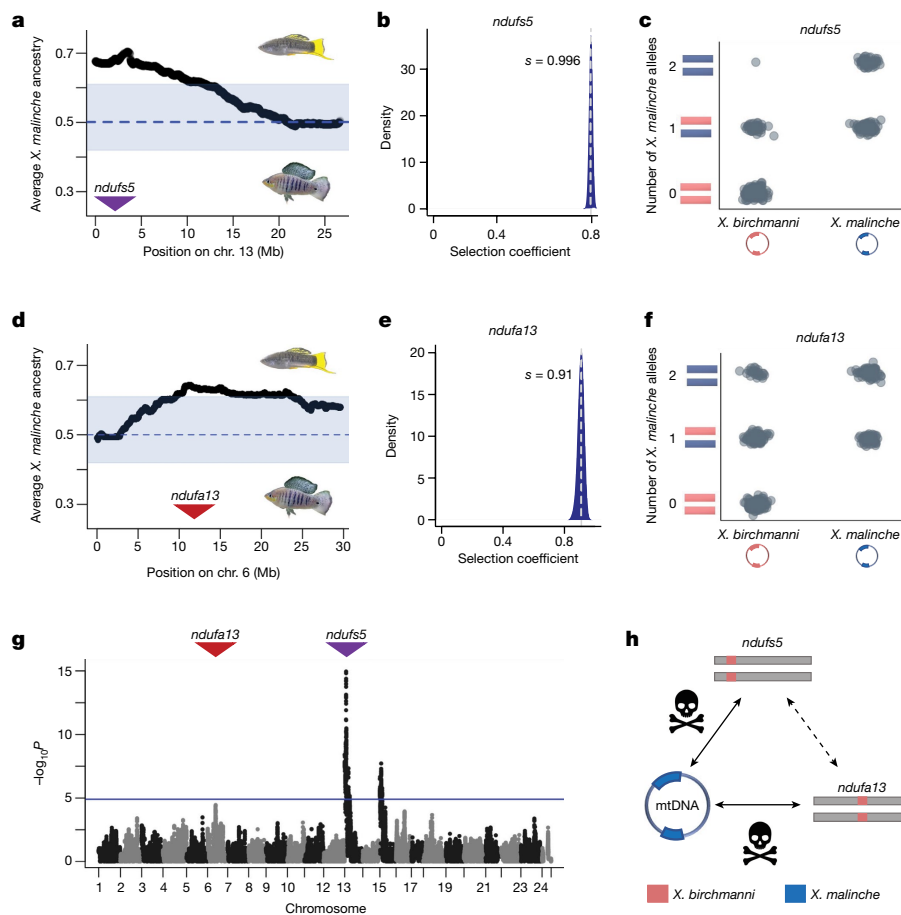 a
Average X. malinche ancestry
0.7
0.5
0.3
ndufs5
0 5 10 15 20 25
Position on chr. 13 (Mb)
b
ndufs5
s = 0.996
Density
30
20
10
0
0 0.4 0.8
Selection coefficient
c
ndufs5
Number of X. malinche alleles
2
1
0
X. birchmanni X. malinche
d
Average X. malinche ancestry
0.7
0.5
0.3
ndufa13
0 5 10 15 20 25 30
Position on chr. 6 (Mb)
e
ndufa13
s = 0.91
Density
20
15
10
5
0
0 0.4 0.8
Selection coefficient
f
ndufa13
Number of X. malinche alleles
2
1
0
X. birchmanni X. malinche
g
ndufa13 ndufs5
–log10P
15
10
5
0
1 2 3 4 5 6 7 8 9 10 12 13 15 17 19 21 23 24
Chromosome
h
ndufs5
mtDNA
ndufa13
X. birchmanni X. malinche